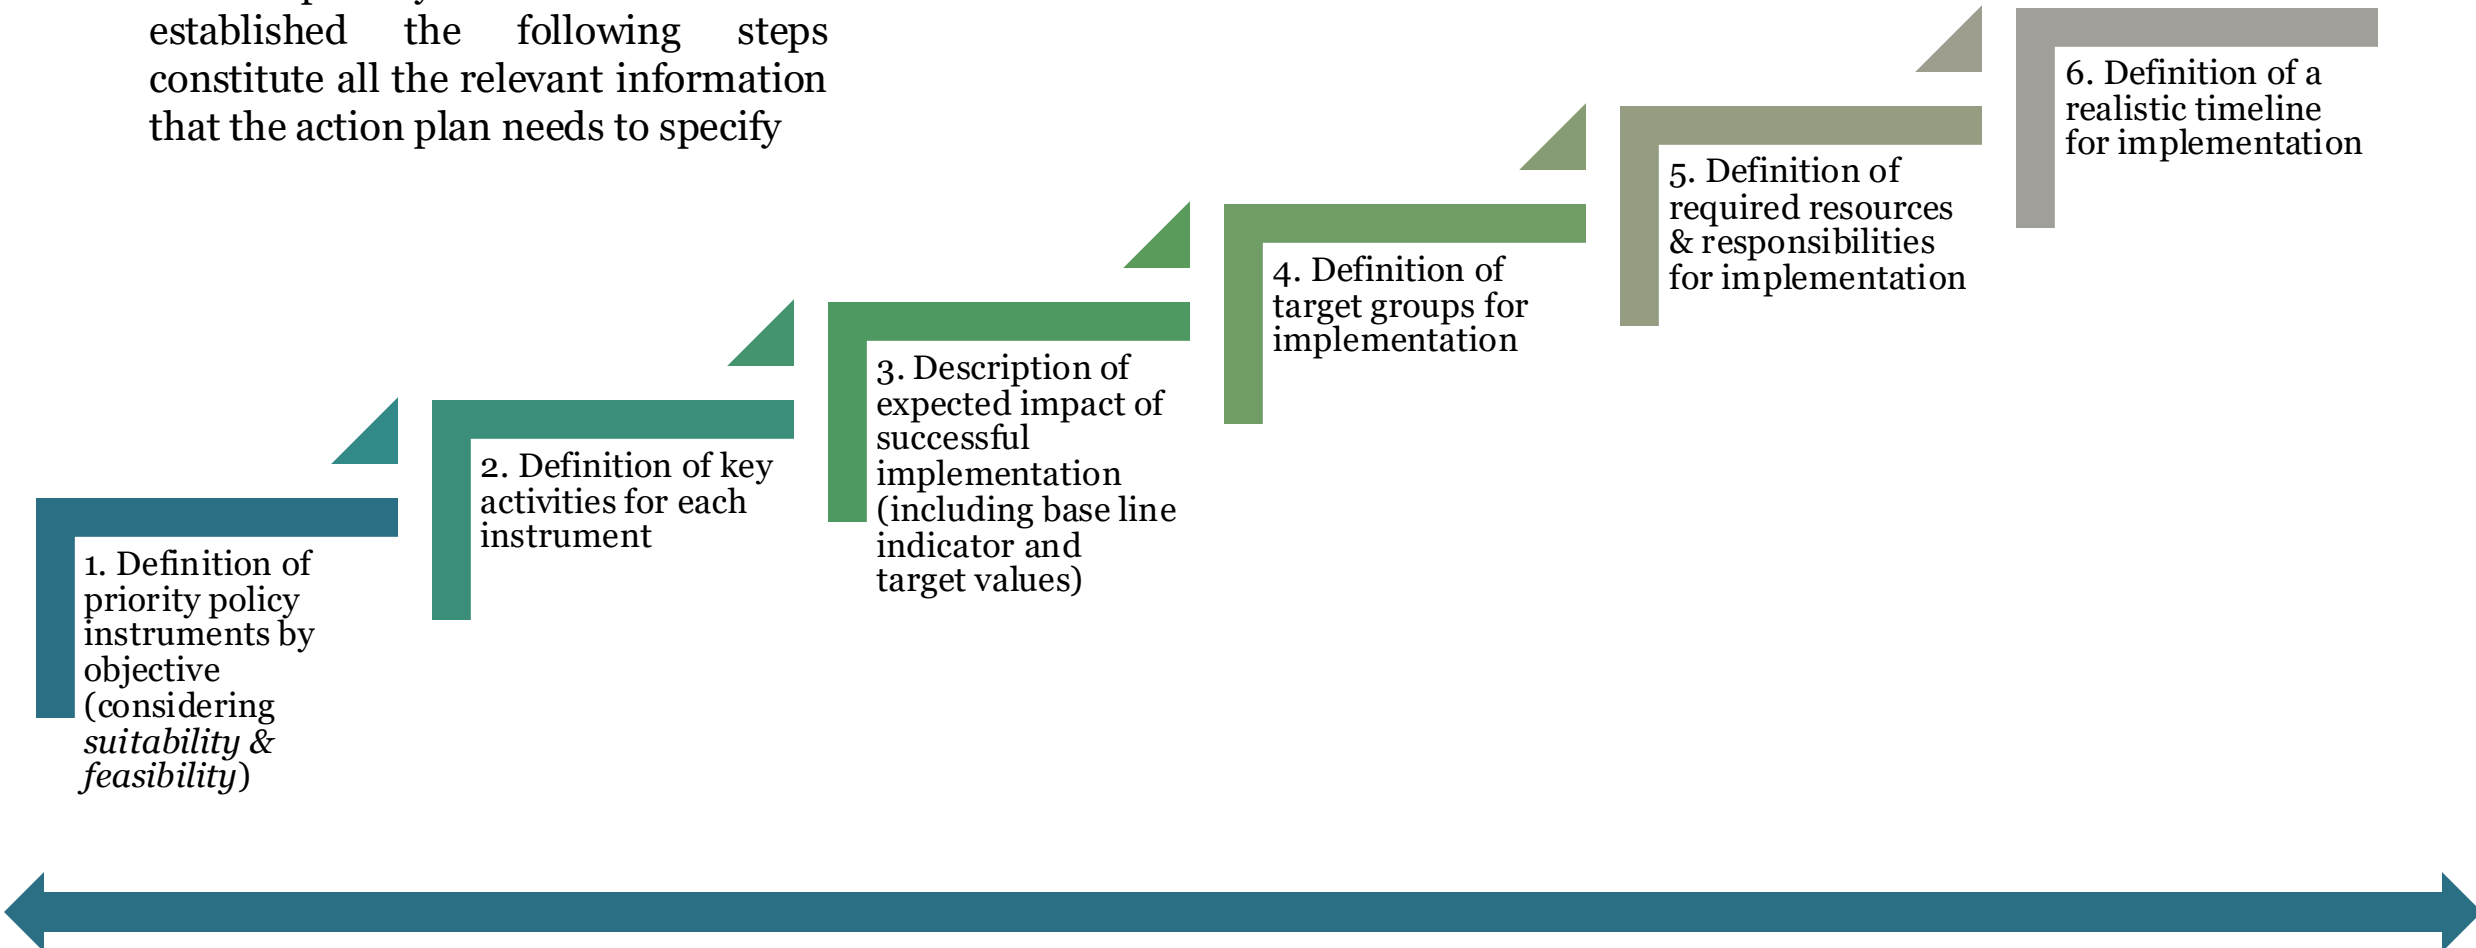 established the following steps
constitute all the relevant information
that the action plan needs to specify
6. Definition of a
realistic timeline
for implementation
5. Definition of
required resources
& responsibilities
for implementation
4. Definition of
target groups for
implementation
3. Description of
expected impact of
successful
implementation
(including base line
indicator and
target values)
2. Definition of key
activities for each
instrument
1. Definition of
priority policy
instruments by
objective
(considering
suitability &
feasibility)